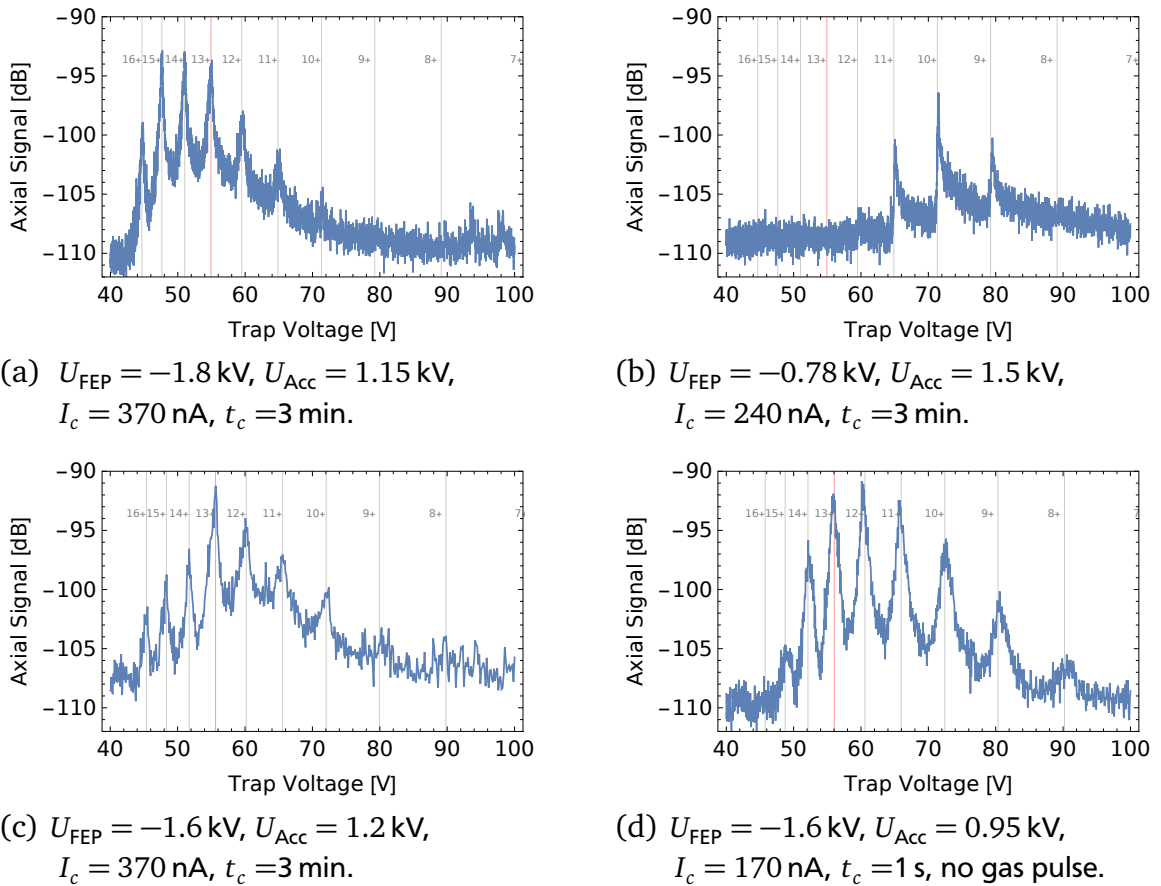 −90
−95
−100
−105
−110
Axial Signal [dB]
16+ 15+ 14+ 13+ 12+ 11+ 10+ 9+ 8+ 7+
40 50 60 70 80 90 100
Trap Voltage [V]
(a) U_FEP = −1.8 kV, U_Acc = 1.15 kV,
I_c = 370 nA, t_c =3 min.
−90
−95
−100
−105
−110
Axial Signal [dB]
16+ 15+ 14+ 13+ 12+ 11+ 10+ 9+ 8+ 7+
40 50 60 70 80 90 100
Trap Voltage [V]
(b) U_FEP = −0.78 kV, U_Acc = 1.5 kV,
I_c = 240 nA, t_c =3 min.
−90
−95
−100
−105
−110
Axial Signal [dB]
16+ 15+ 14+ 13+ 12+ 11+ 10+ 9+ 8+ 7
40 50 60 70 80 90 100
Trap Voltage [V]
(c) U_FEP = −1.6 kV, U_Acc = 1.2 kV,
I_c = 370 nA, t_c =3 min.
−90
−95
−100
−105
−110
Axial Signal [dB]
16+ 15+ 14+ 13+ 12+ 11+ 10+ 9+ 8+ 7
40 50 60 70 80 90 100
Trap Voltage [V]
(d) U_FEP = −1.6 kV, U_Acc = 0.95 kV,
I_c = 170 nA, t_c =1 s, no gas pulse.